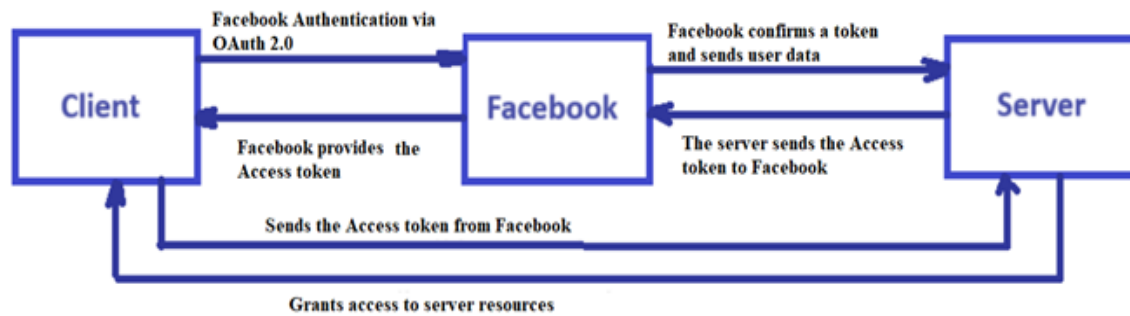 Facebook Authentication via
OAuth 2.0
Facebook confirms a token
and sends user data
Client
Facebook
Server
Facebook provides the
Access token
The server sends the Access
token to Facebook
Sends the Access token from Facebook
Grants access to server resources